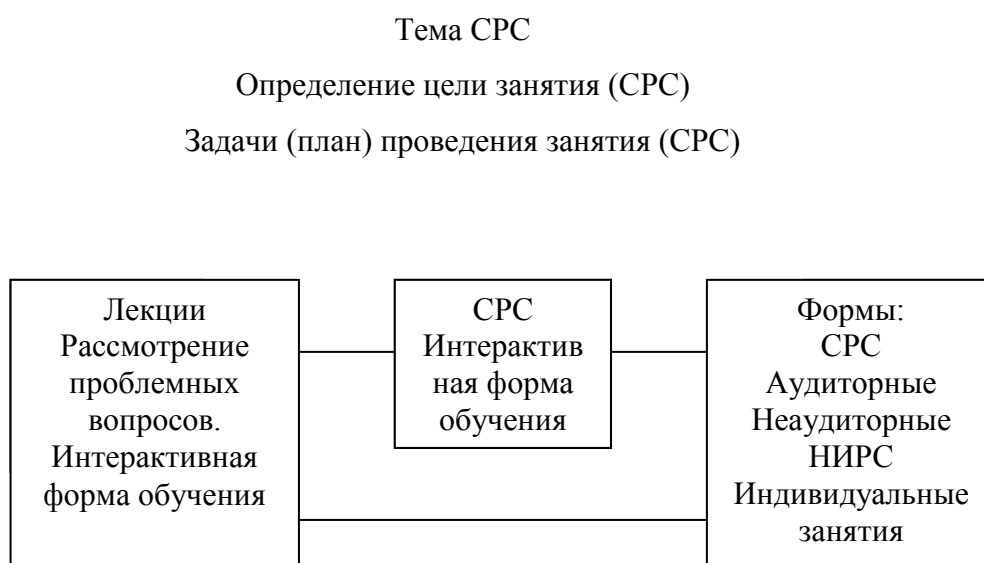 Тема СРС
Определение цели занятия (СРС)
Задачи (план) проведения занятия (СРС)
Лекции
Рассмотрение
проблемных
вопросов.
Интерактивная
форма обучения
СРС
Интерактив
ная форма
обучения
Формы:
СРС
Аудиторные
Неаудиторные
НИРС
Индивидуальные
занятия